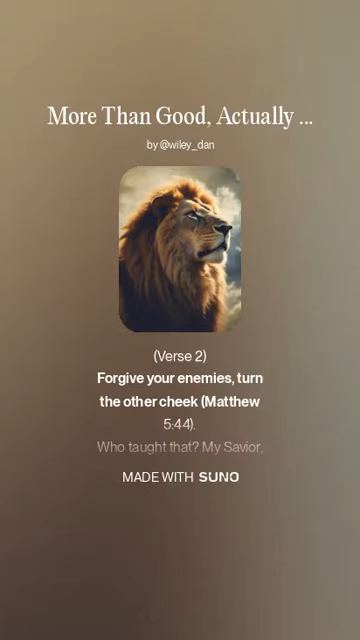 More Than Good, Actually ...
by @wiley_dan
(Verse 2)
Forgive your enemies, turn
the other cheek (Matthew
5:44).
Who taught that? My Savior,
MADE WITH SUNO